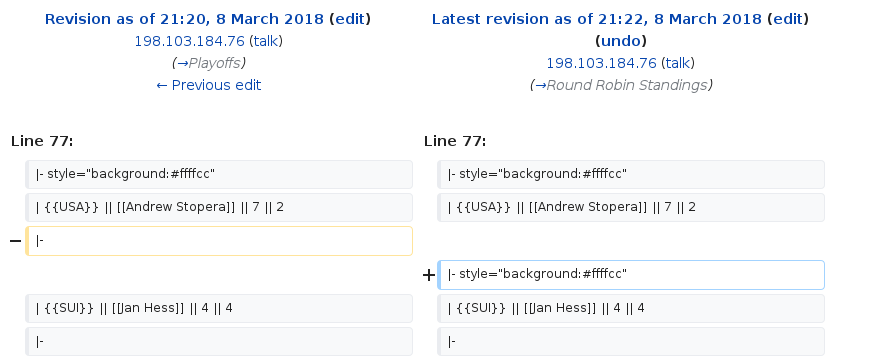 Revision as of 21:20, 8 March 2018 (edit)
198.103.184.76 (talk)
(→Playoffs)
← Previous edit
Latest revision as of 21:22, 8 March 2018 (edit)
(undo)
198.103.184.76 (talk)
(→Round Robin Standings)
Line 77:
Line 77:
|- style="background:#ffffcc"
|- style="background:#ffffcc"
| {{USA}} || [[Andrew Stopera]] || 7 || 2
| {{USA}} || [[Andrew Stopera]] || 7 || 2
− |-
+ |- style="background:#ffffcc"
| {{SUI}} || [[Jan Hess]] || 4 || 4
| {{SUI}} || [[Jan Hess]] || 4 || 4
|-
|-